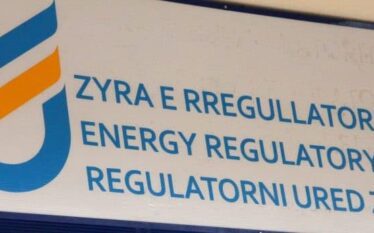 ZYRA E RREGULLATOR
ENERGY REGULATORY
REGULATORNI URED